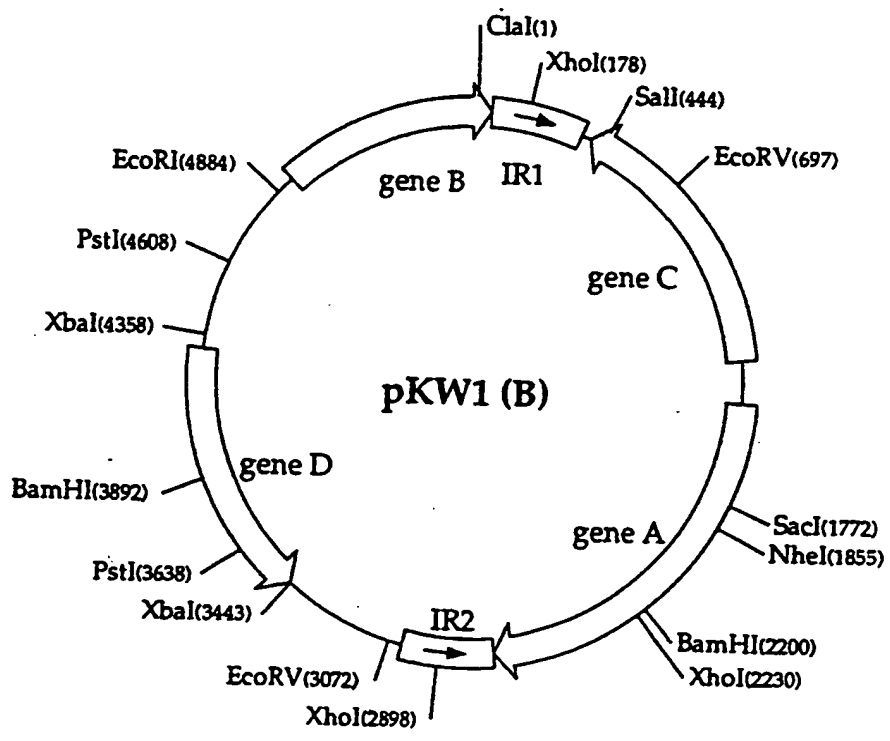 ClaI(1)
XhoI(178)
SalI(444)
EcoRV(697)
EcoRI(4884)
gene B
IR1
PstI(4608)
gene C
XbaI(4358)
pKW1 (B)
gene D
BamHI(3892)
gene A
SacI(1772)
NheI(1855)
PstI(3638)
XbaI(3443)
IR2
BamHI(2200)
EcoRV(3072)
XhoI(2230)
XhoI(2898)